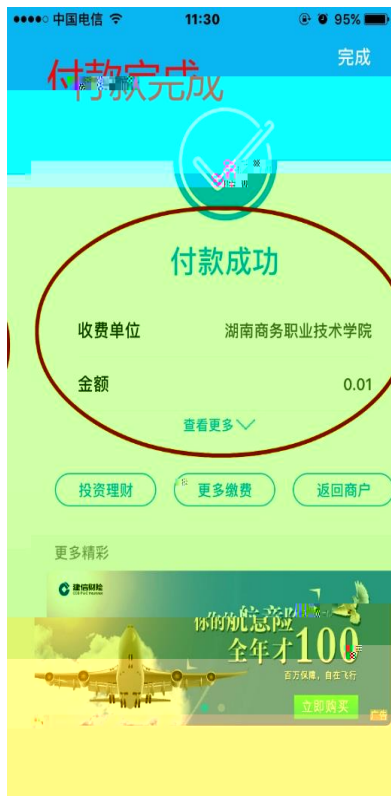 中国电信 11:30 95%
完成
付款完成
付款成功
收费单位 湖南商务职业技术学院
金额 0.01
查看更多
投资理财 更多缴费 返回商户
更多精彩
建信财险
你的航意险
全年才100
百万保障，自在飞行
立即购买
广告